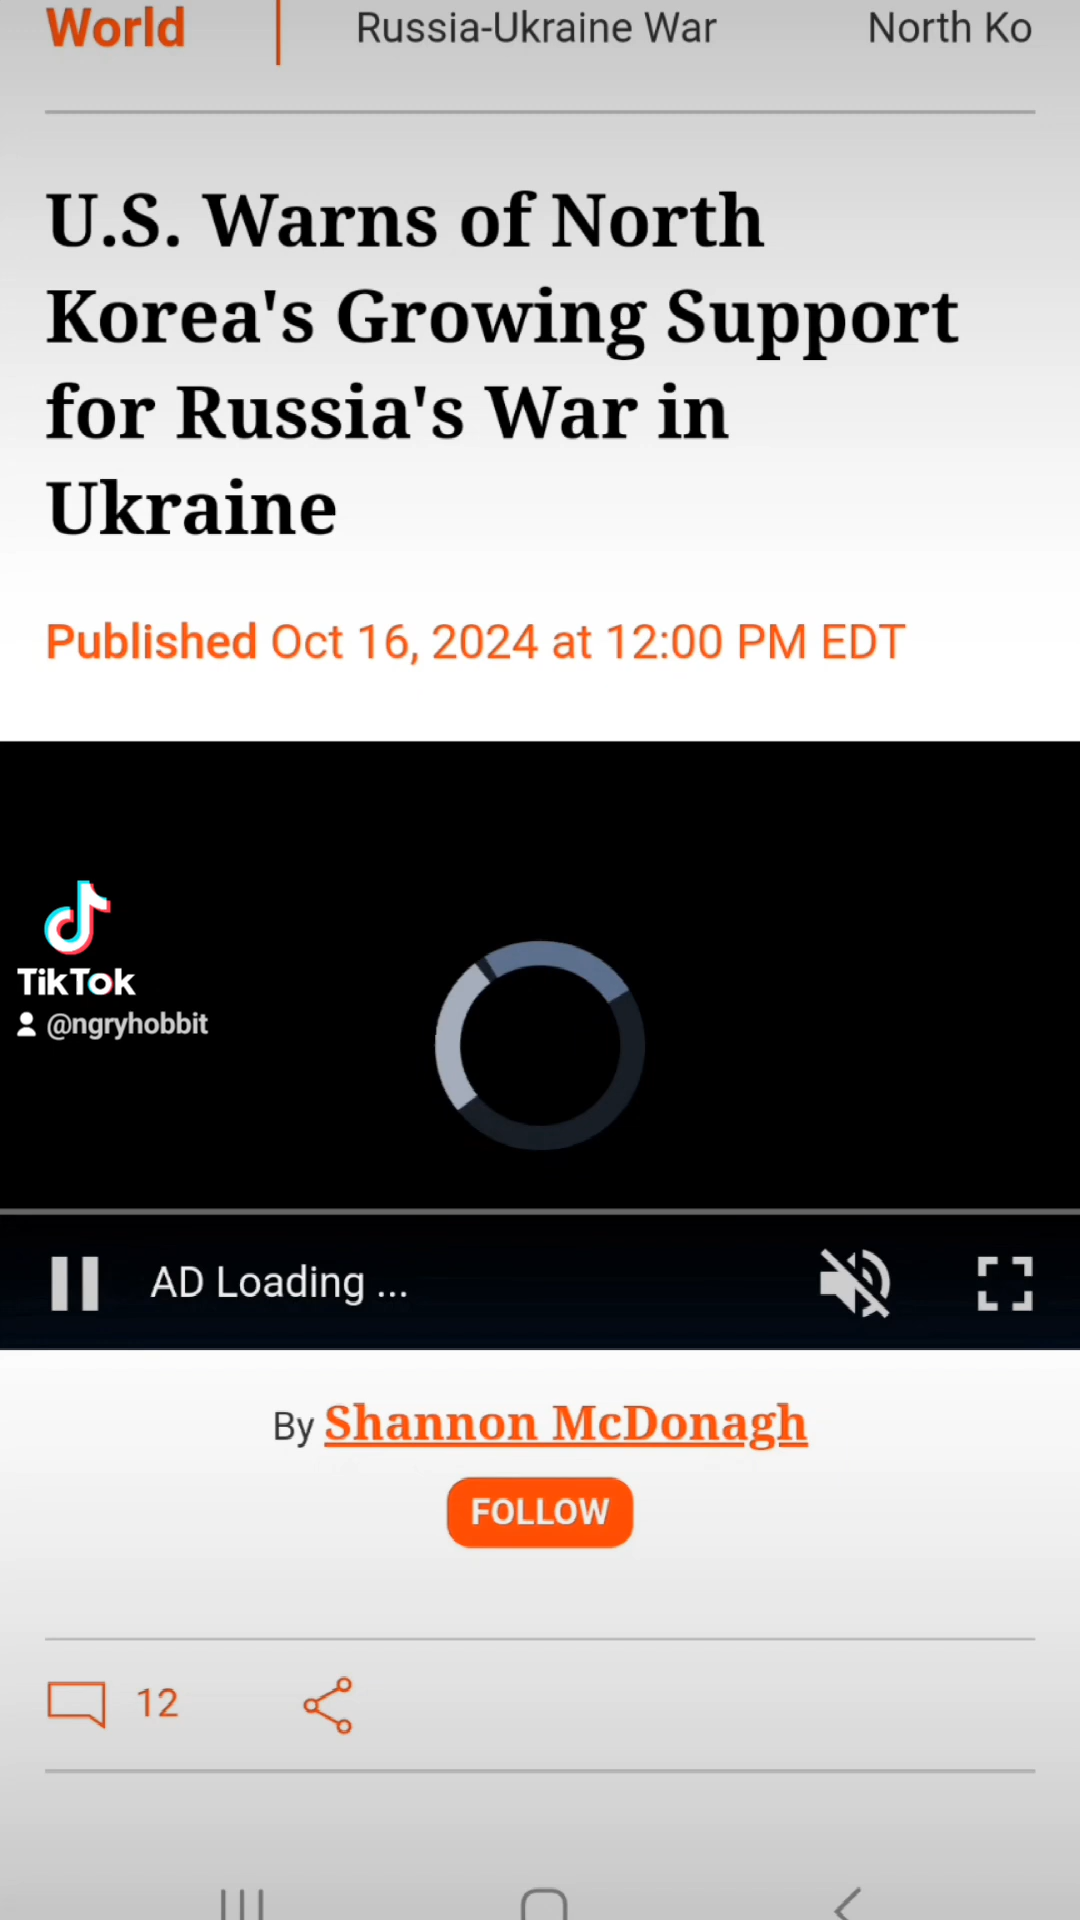 World
Russia-Ukraine War
North Ko
U.S. Warns of North
Korea's Growing Support
for Russia's War in
Ukraine
Published Oct 16, 2024 at 12:00 PM EDT
TikTok
@ngryhobbit
AD Loading ...
By Shannon McDonagh
FOLLOW
12